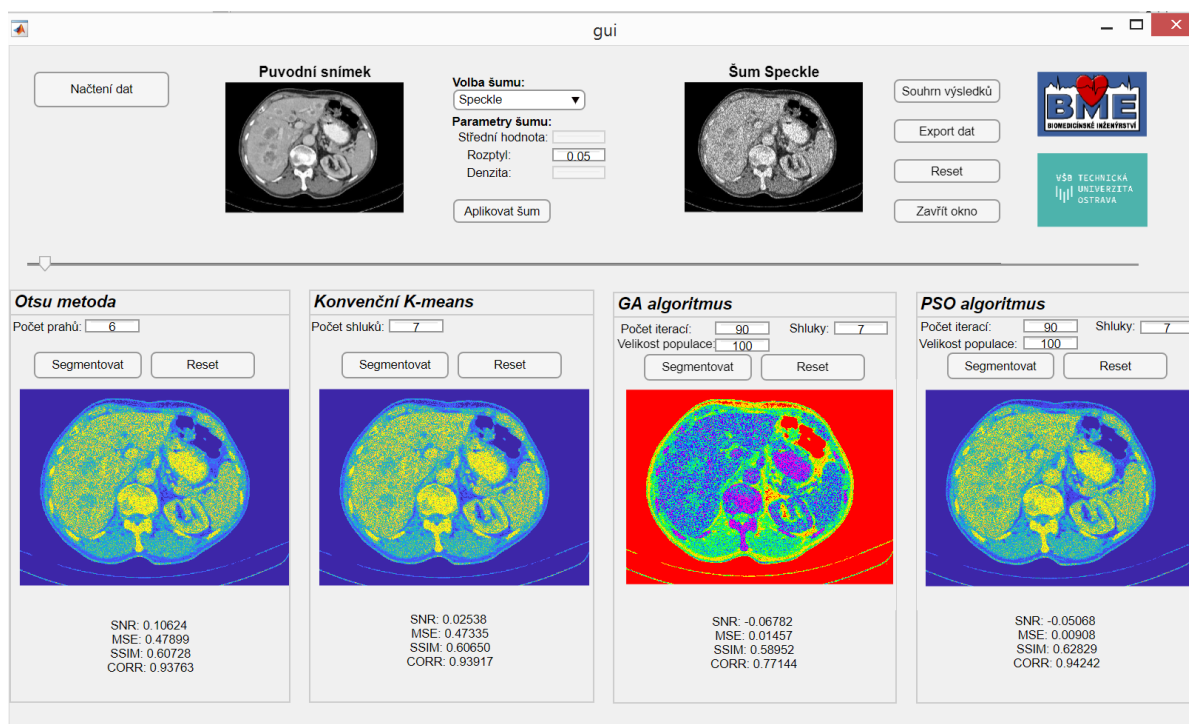 gui
Načtení dat
Puvodní snímek
Volba šumu:
Speckle
Parametry šumu:
Střední hodnota:
Rozptyl: 0.05
Denzita:
Aplikovat šum
Šum Speckle
Souhrn výsledků
Export dat
Reset
Zavřít okno
BME
BIOMEDICÍNSKÉ INŽENÝRSTVÍ
VŠB TECHNICKÁ
UNIVERZITA
OSTRAVA
Otsu metoda
Počet prahů: 6
Segmentovat Reset
SNR: 0.10624
MSE: 0.47899
SSIM: 0.60728
CORR: 0.93763
Konvenční K-means
Počet shluků: 7
Segmentovat Reset
SNR: 0.02538
MSE: 0.47335
SSIM: 0.60650
CORR: 0.93917
GA algoritmus
Počet iterací: 90 Shluky: 7
Velikost populace: 100
Segmentovat Reset
SNR: -0.06782
MSE: 0.01457
SSIM: 0.58952
CORR: 0.77144
PSO algoritmus
Počet iterací: 90 Shluky: 7
Velikost populace: 100
Segmentovat Reset
SNR: -0.05068
MSE: 0.00908
SSIM: 0.62829
CORR: 0.94242